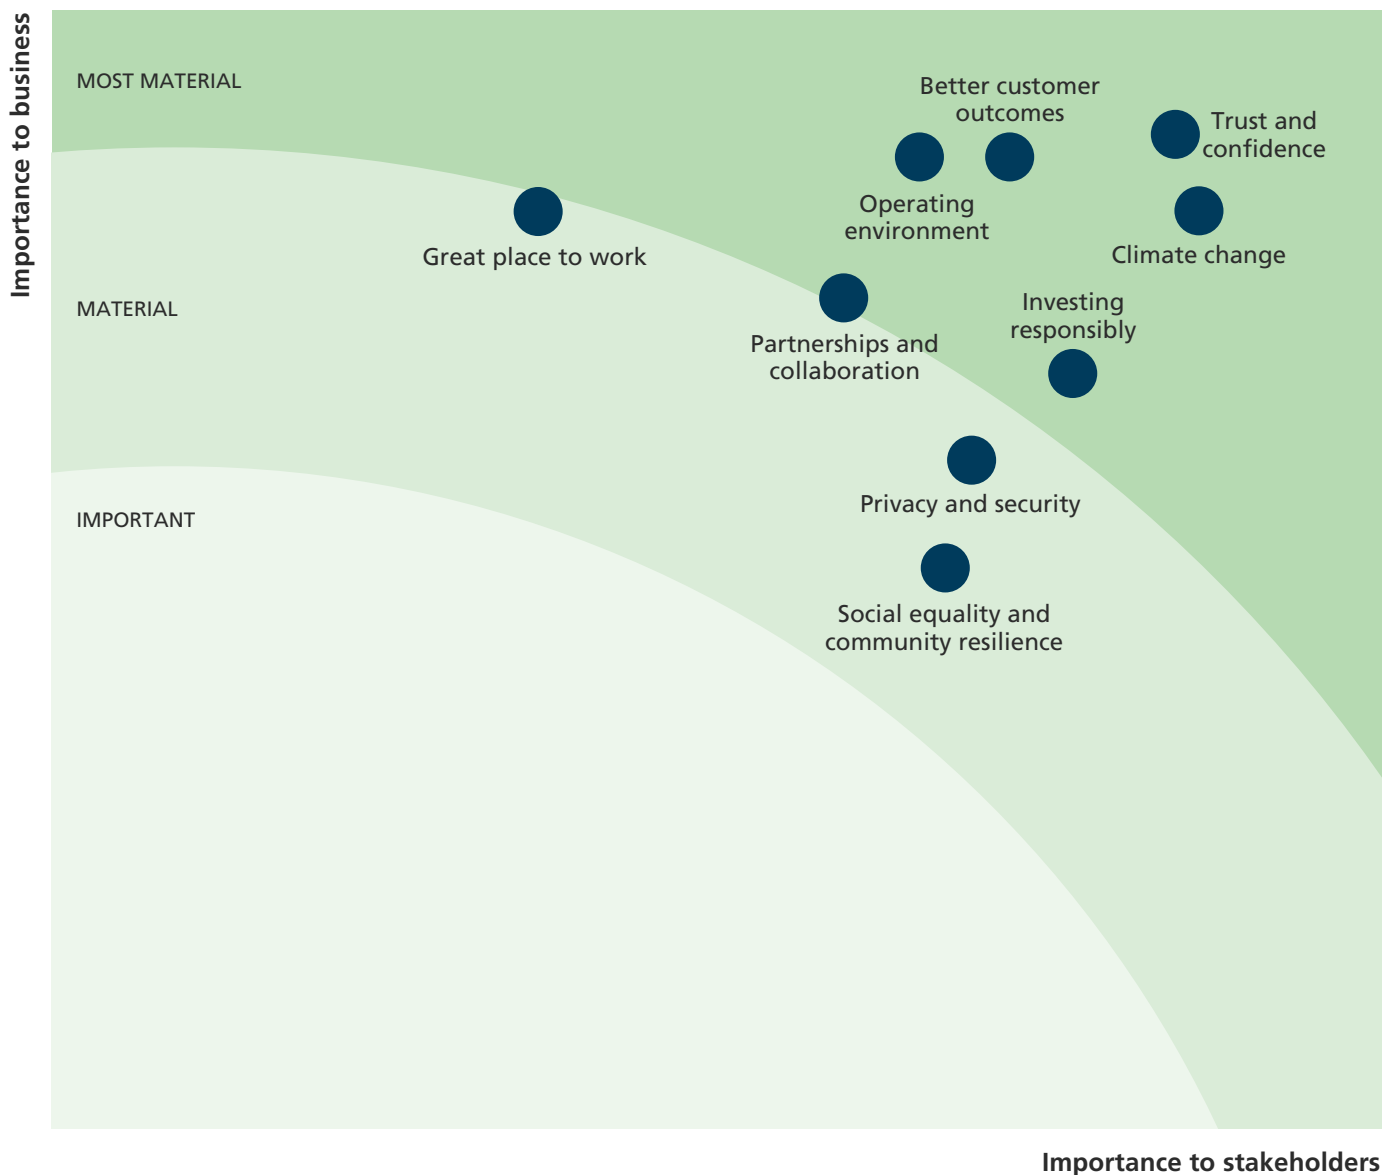 Importance to business
MOST MATERIAL
Better customer
outcomes
Trust and
confidence
Operating
environment
Great place to work
Climate change
MATERIAL
Investing
responsibly
Partnerships and
collaboration
Privacy and security
IMPORTANT
Social equality and
community resilience
Importance to stakeholders